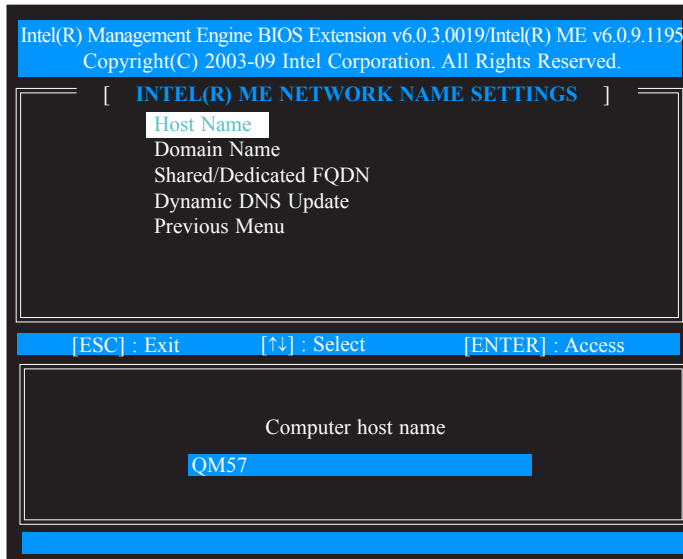 Intel(R) Management Engine BIOS Extension v6.0.3.0019/Intel(R) ME v6.0.9.1195
Copyright(C) 2003-09 Intel Corporation. All Rights Reserved.
[ INTEL(R) ME NETWORK NAME SETTINGS ]
Host Name
Domain Name
Shared/Dedicated FQDN
Dynamic DNS Update
Previous Menu
[ESC] : Exit [↑↓] : Select [ENTER] : Access
Computer host name
QM57